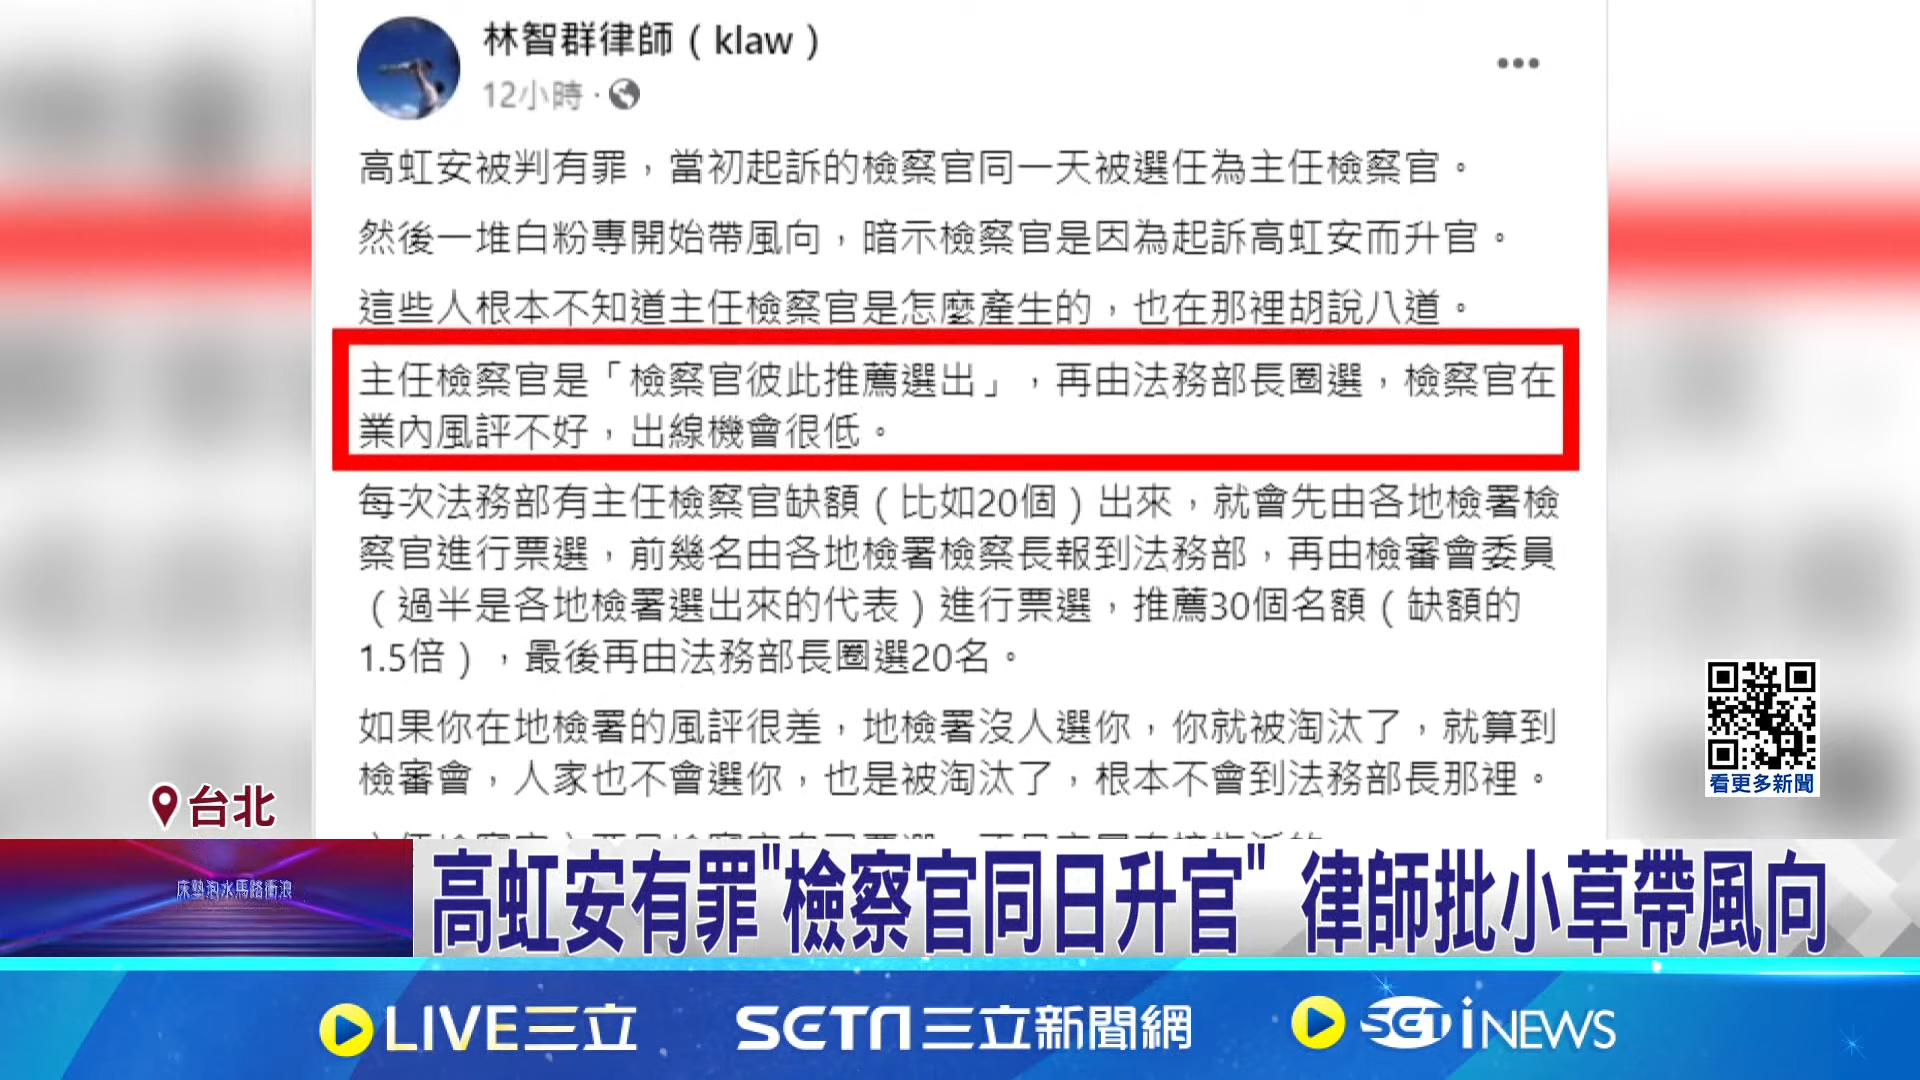 林智群律師（klaw）
12小時 ·
高虹安被判有罪，當初起訴的檢察官同一天被選任為主任檢察官。
然後一堆白粉專開始帶風向，暗示檢察官是因為起訴高虹安而升官。
這些人根本不知道主任檢察官是怎麼產生的，也在那裡胡說八道。
主任檢察官是「檢察官彼此推薦選出」，再由法務部長圈選，檢察官在
業內風評不好，出線機會很低。
每次法務部有主任檢察官缺額（比如20個）出來，就會先由各地檢署檢
察官進行票選，前幾名由各地檢署檢察長報到法務部，再由檢審會委員
（過半是各地檢署選出來的代表）進行票選，推薦30個名額（缺額的
1.5倍），最後再由法務部長圈選20名。
如果你在地檢署的風評很差，地檢署沒人選你，你就被淘汰了，就算到
檢審會，人家也不會選你，也是被淘汰了，根本不會到法務部長那裡。
看更多新聞
台北
床墊泡水馬路衝浪
高虹安有罪"檢察官同日升官" 律師批小草帶風向
LIVE三立
SETN三立新聞網
SET iNEWS